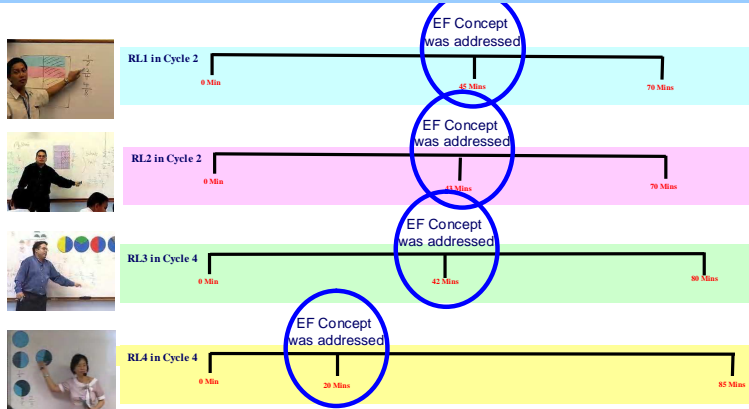 EF Concept
was addressed
RL1 in Cycle 2
0 Min
45 Mins
70 Mins
EF Concept
was addressed
RL2 in Cycle 2
0 Min
43 Mins
70 Mins
EF Concept
was addressed
RL3 in Cycle 4
0 Min
42 Mins
80 Mins
EF Concept
was addressed
RL4 in Cycle 4
0 Min
20 Mins
85 Mins